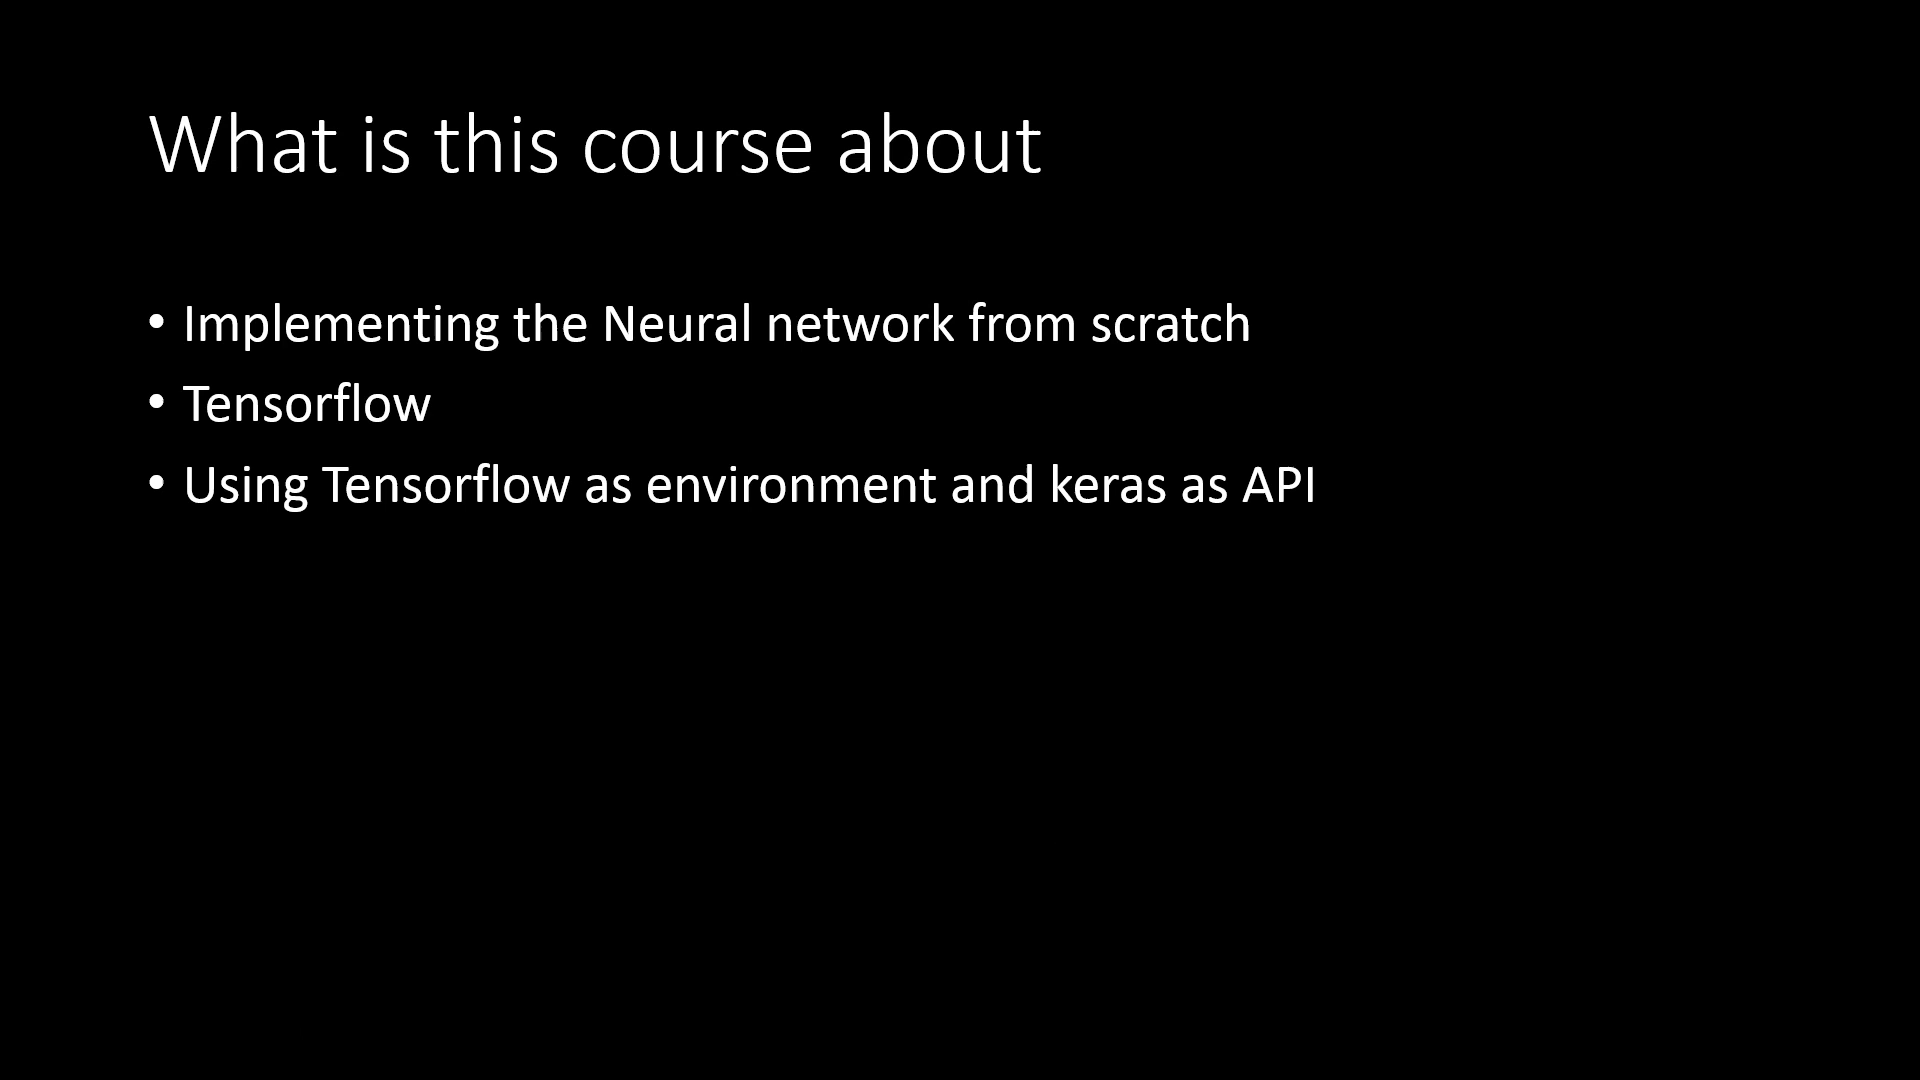 What is this course about
• Implementing the Neural network from scratch
• Tensorflow
• Using Tensorflow as environment and keras as API